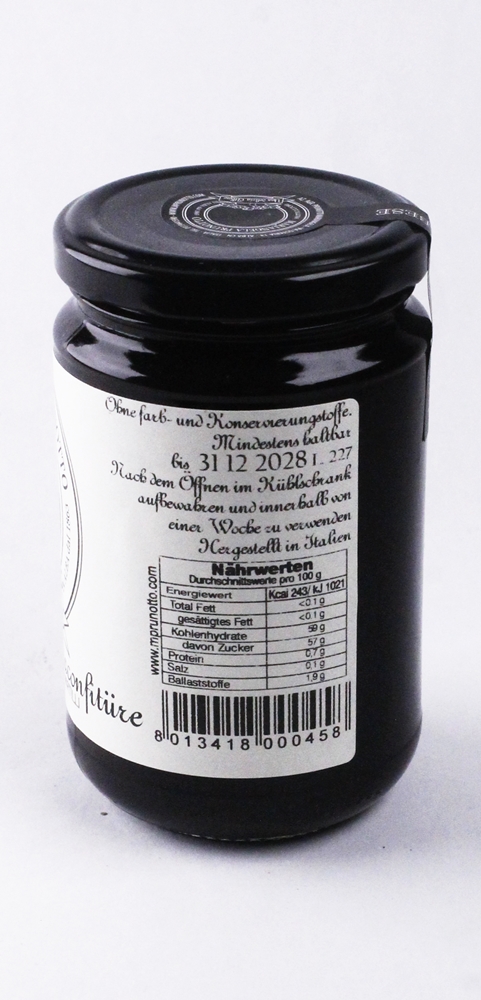 Ohne farb- und Konservierungstoffe.
Mindestens haltbar
bis 31 12 2028 L. 227
Nach dem Öffnen im Kühlschrank
aufbewahren und innerhalb von
einer Woche zu verwenden
Hergestellt in Italien
www.mprunotto.com
Nährwerten
Durchschnittswerte pro 100 g
Energiewert Kcal 243/ kJ 1021
Total Fett <0.1 g
gesättigtes Fett <0.1 g
Kohlenhydrate 59 g
davon Zucker 57 g
Protein 0,7 g
Salz 0,1 g
Ballaststoffe 1,9 g
8 013418 000458
onfitüre